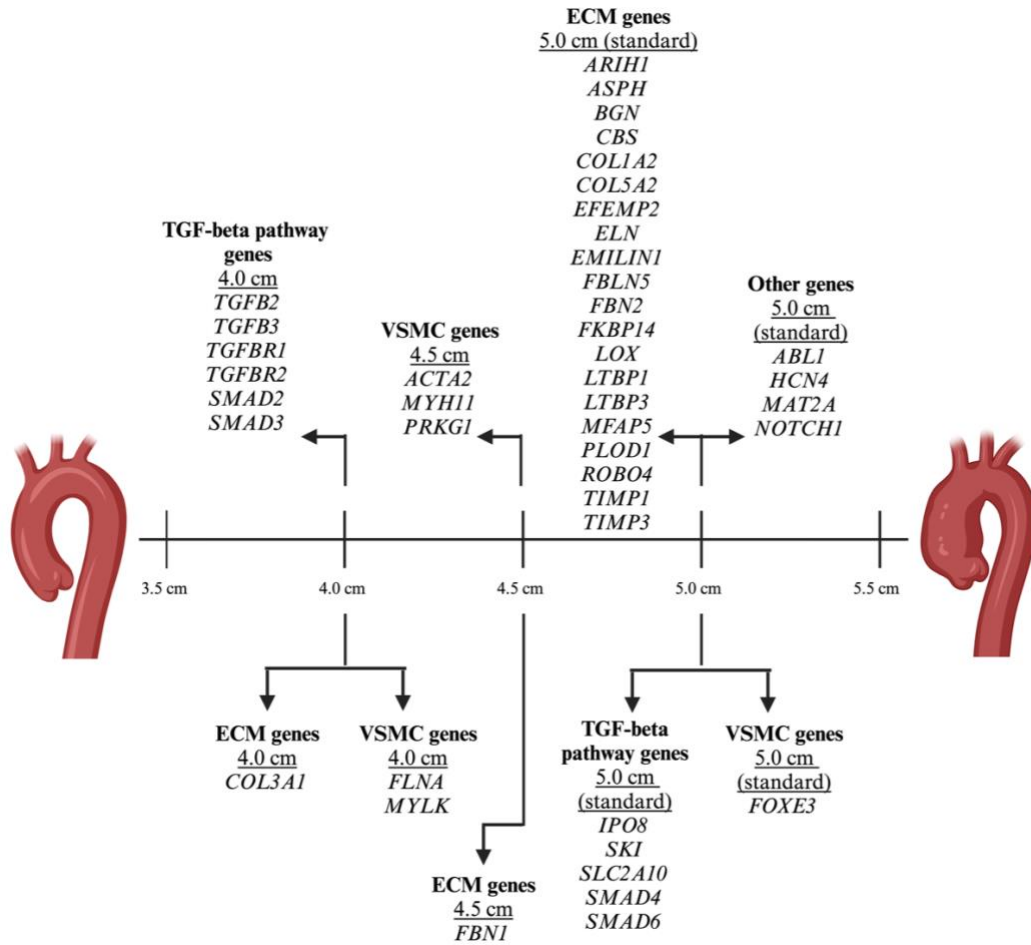 ECM genes
5.0 cm (standard)
ARIH1
ASPH
BGN
CBS
COL1A2
COL5A2
EFEMP2
ELN
EMILIN1
FBLN5
FBN2
FKBP14
LOX
LTBP1
LTBP3
MFAP5
PLOD1
ROBO4
TIMP1
TIMP3
TGF-beta pathway
genes
4.0 cm
TGFB2
TGFB3
TGFBR1
TGFBR2
SMAD2
SMAD3
VSMC genes
4.5 cm
ACTA2
MYH11
PRKG1
Other genes
5.0 cm
(standard)
ABL1
HCN4
MAT2A
NOTCH1
3.5 cm
4.0 cm
4.5 cm
5.0 cm
5.5 cm
ECM genes
4.0 cm
COL3A1
VSMC genes
4.0 cm
FLNA
MYLK
ECM genes
4.5 cm
FBN1
TGF-beta
pathway genes
5.0 cm
(standard)
IPO8
SKI
SLC2A10
SMAD4
SMAD6
VSMC genes
5.0 cm
(standard)
FOXE3